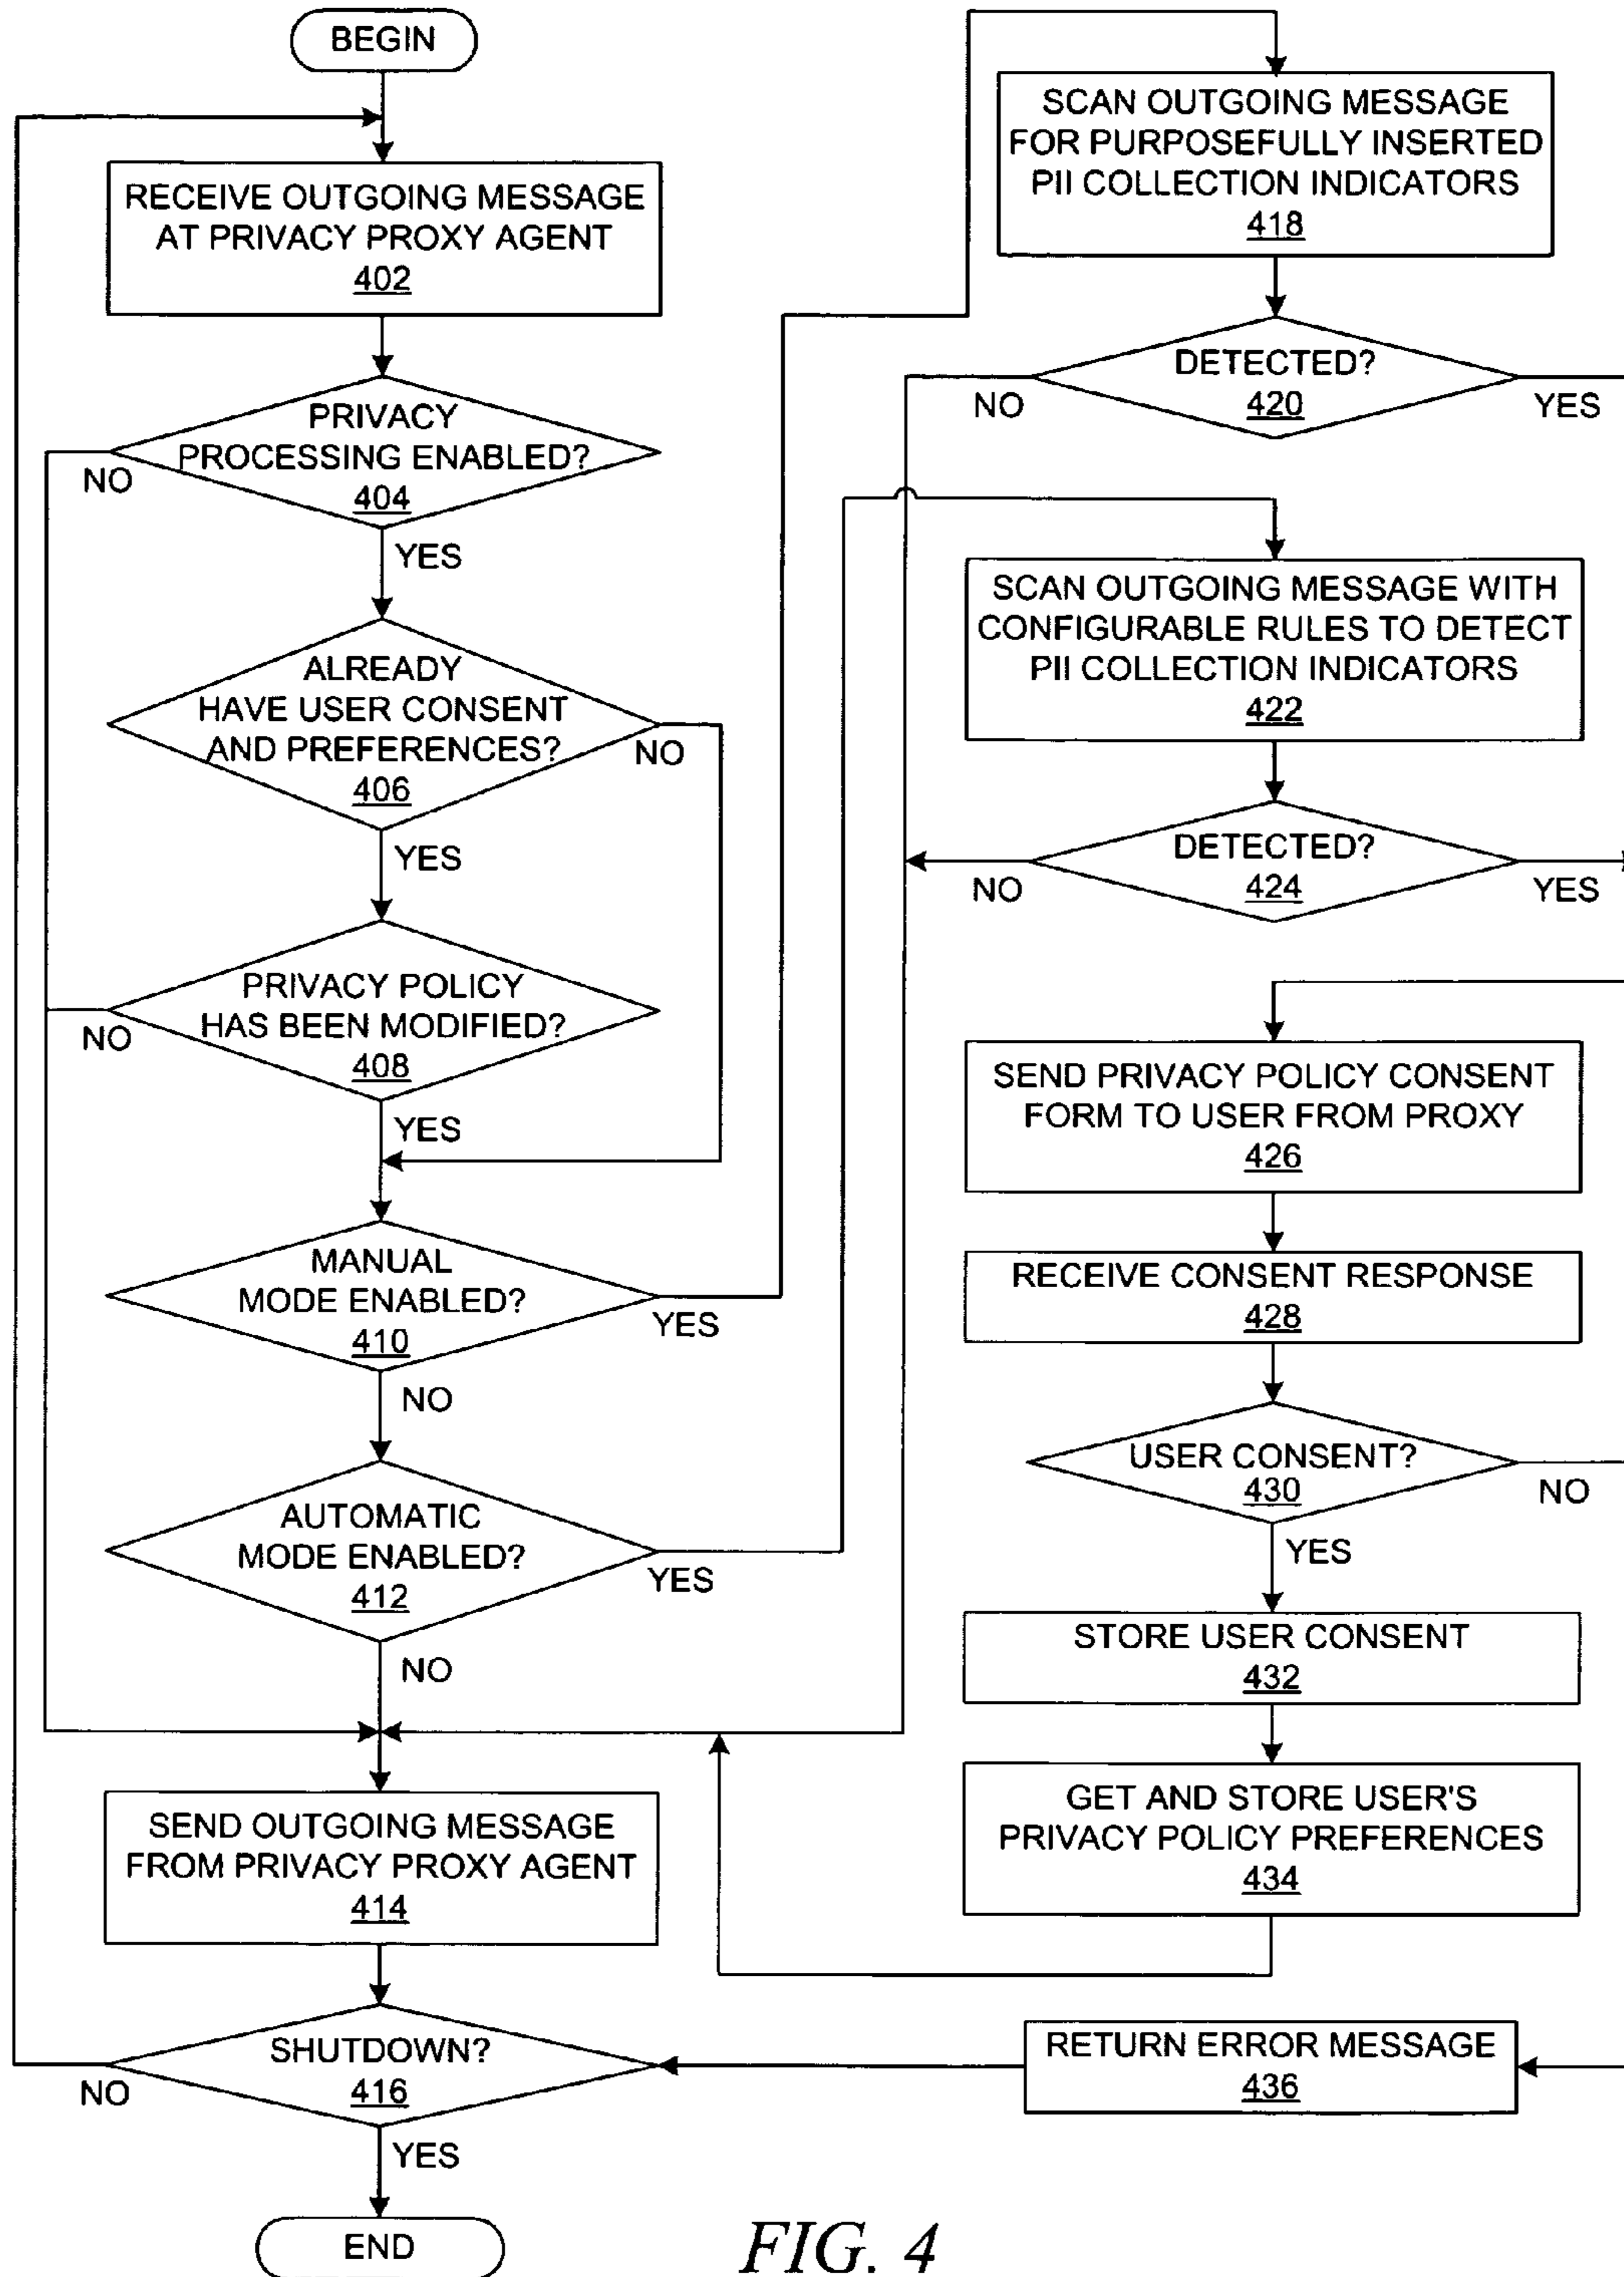 BEGIN
RECEIVE OUTGOING MESSAGE
AT PRIVACY PROXY AGENT
402
PRIVACY
PROCESSING ENABLED?
404
NO
YES
ALREADY
HAVE USER CONSENT
AND PREFERENCES?
406
NO
YES
PRIVACY POLICY
HAS BEEN MODIFIED?
408
NO
YES
MANUAL
MODE ENABLED?
410
YES
NO
AUTOMATIC
MODE ENABLED?
412
YES
NO
SEND OUTGOING MESSAGE
FROM PRIVACY PROXY AGENT
414
SHUTDOWN?
416
NO
YES
END
SCAN OUTGOING MESSAGE
FOR PURPOSEFULLY INSERTED
PII COLLECTION INDICATORS
418
DETECTED?
420
NO
YES
SCAN OUTGOING MESSAGE WITH
CONFIGURABLE RULES TO DETECT
PII COLLECTION INDICATORS
422
DETECTED?
424
NO
YES
SEND PRIVACY POLICY CONSENT
FORM TO USER FROM PROXY
426
RECEIVE CONSENT RESPONSE
428
USER CONSENT?
430
NO
YES
STORE USER CONSENT
432
GET AND STORE USER'S
PRIVACY POLICY PREFERENCES
434
RETURN ERROR MESSAGE
436
FIG. 4